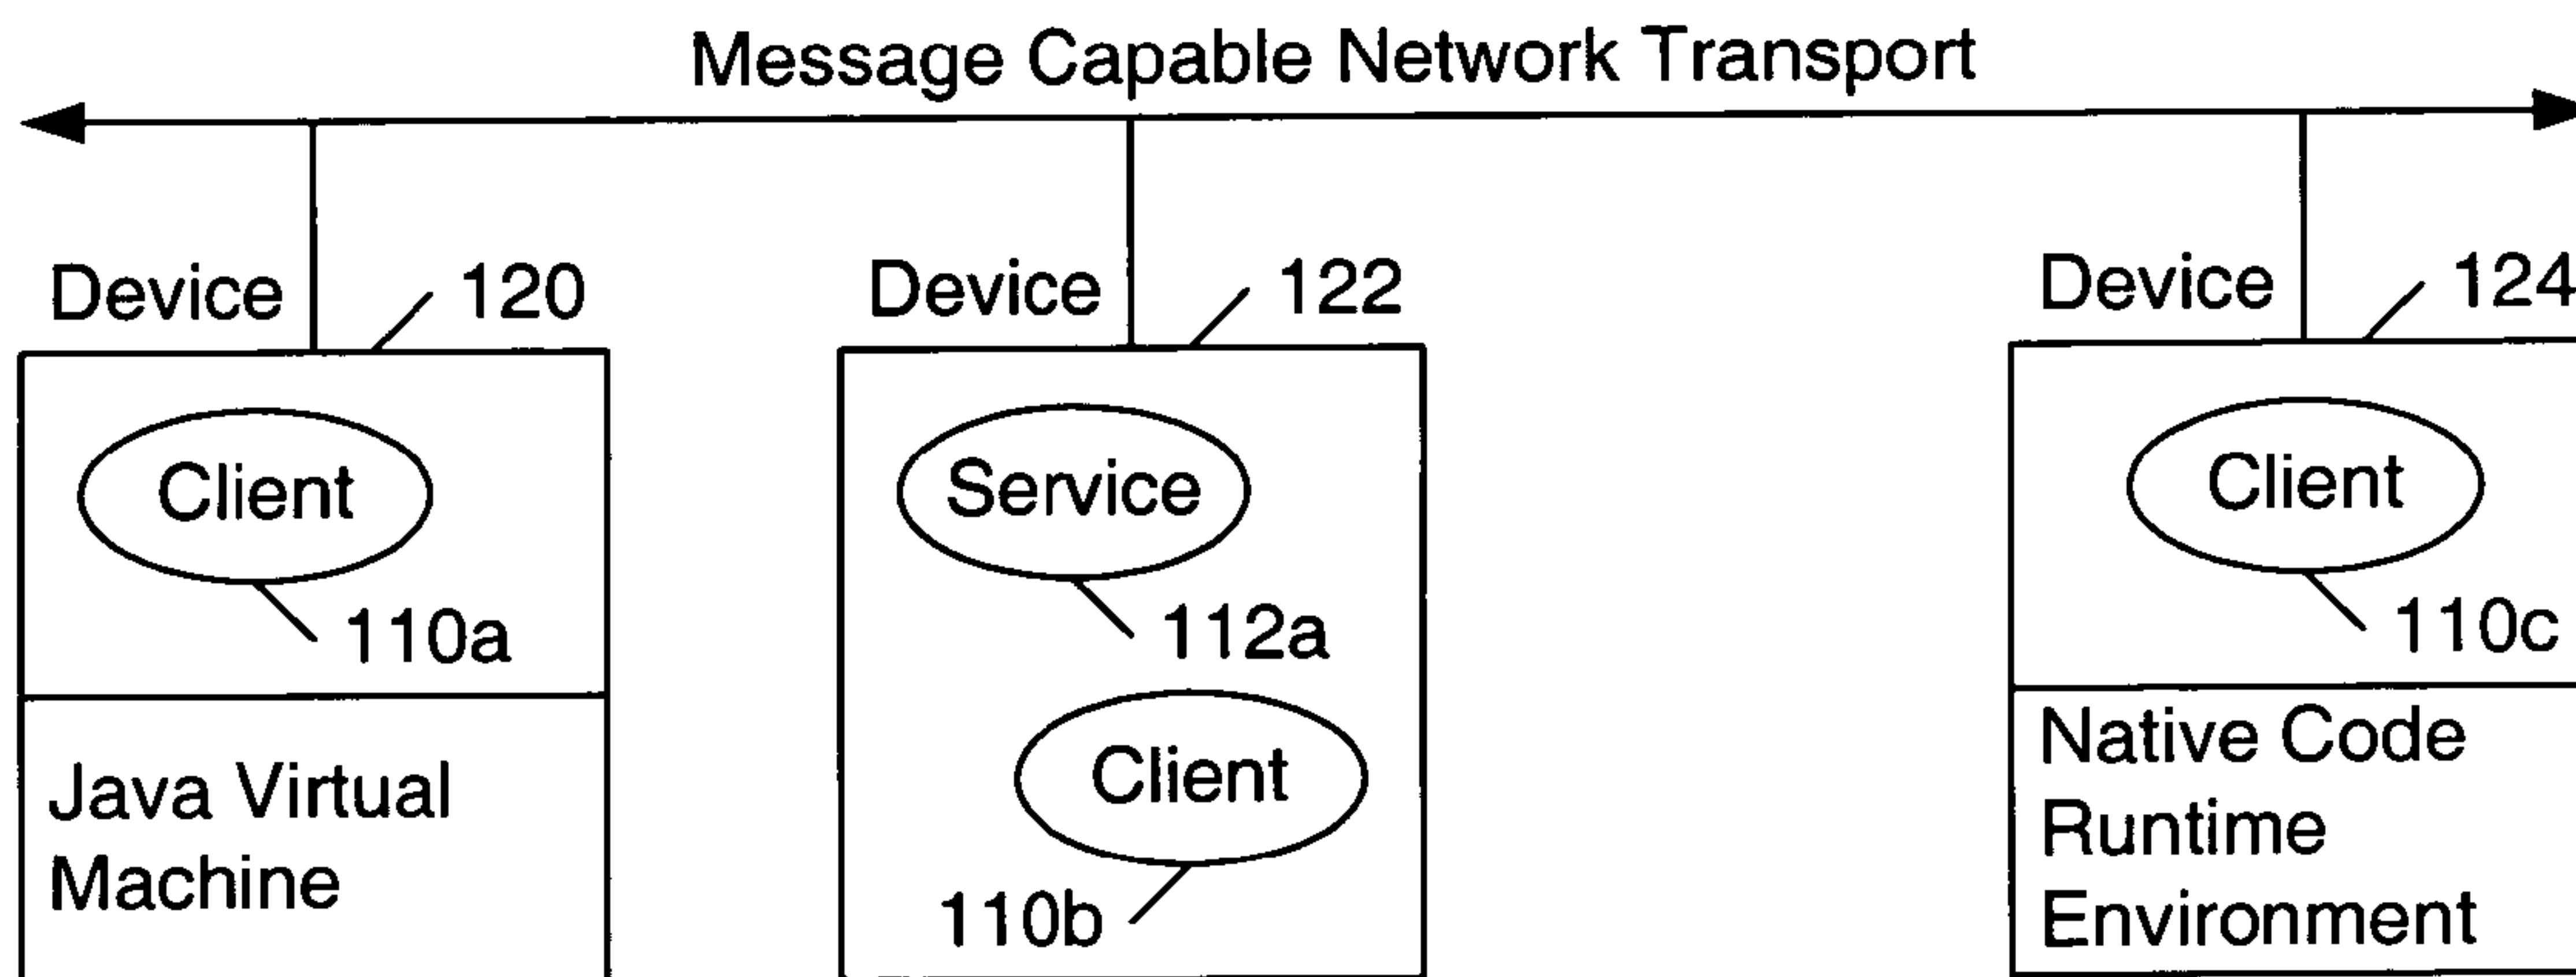 Message Capable Network Transport
Device
120
Device
122
Device
124
Client
110a
Service
112a
Client
110c
Client
110b
Java Virtual
Machine
Native Code
Runtime
Environment